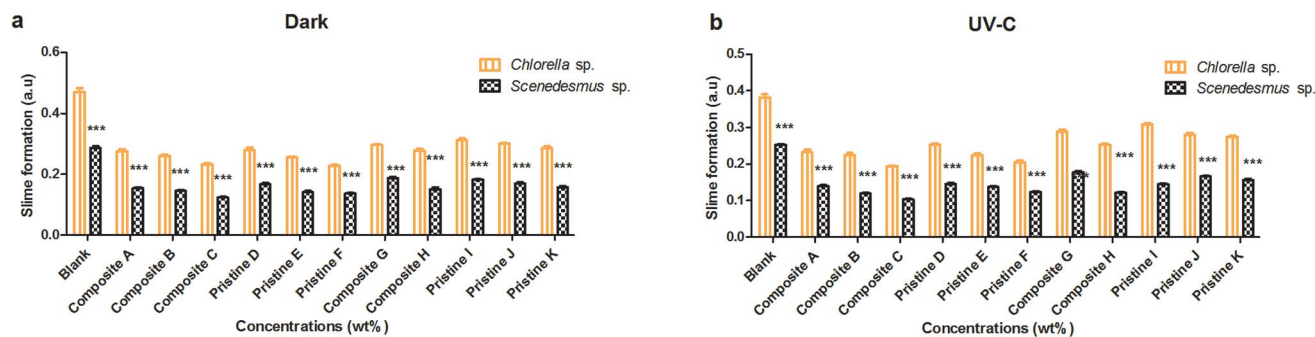 a
Dark
Slime formation (a.u)
0.6
0.4
0.2
0.0
Chlorella sp.
Scenedesmus sp.
***
***
***
***
***
***
***
***
***
***
***
***
Blank
Composite A
Composite B
Composite C
Pristine D
Pristine E
Pristine F
Composite G
Composite H
Pristine I
Pristine J
Pristine K
Concentrations (wt%)
b
UV-C
Slime formation (a.u)
0.5
0.4
0.3
0.2
0.1
0.0
Chlorella sp.
Scenedesmus sp.
***
***
***
***
***
***
***
***
***
***
***
Blank
Composite A
Composite B
Composite C
Pristine D
Pristine E
Pristine F
Composite G
Composite H
Pristine I
Pristine J
Pristine K
Concentrations (wt%)